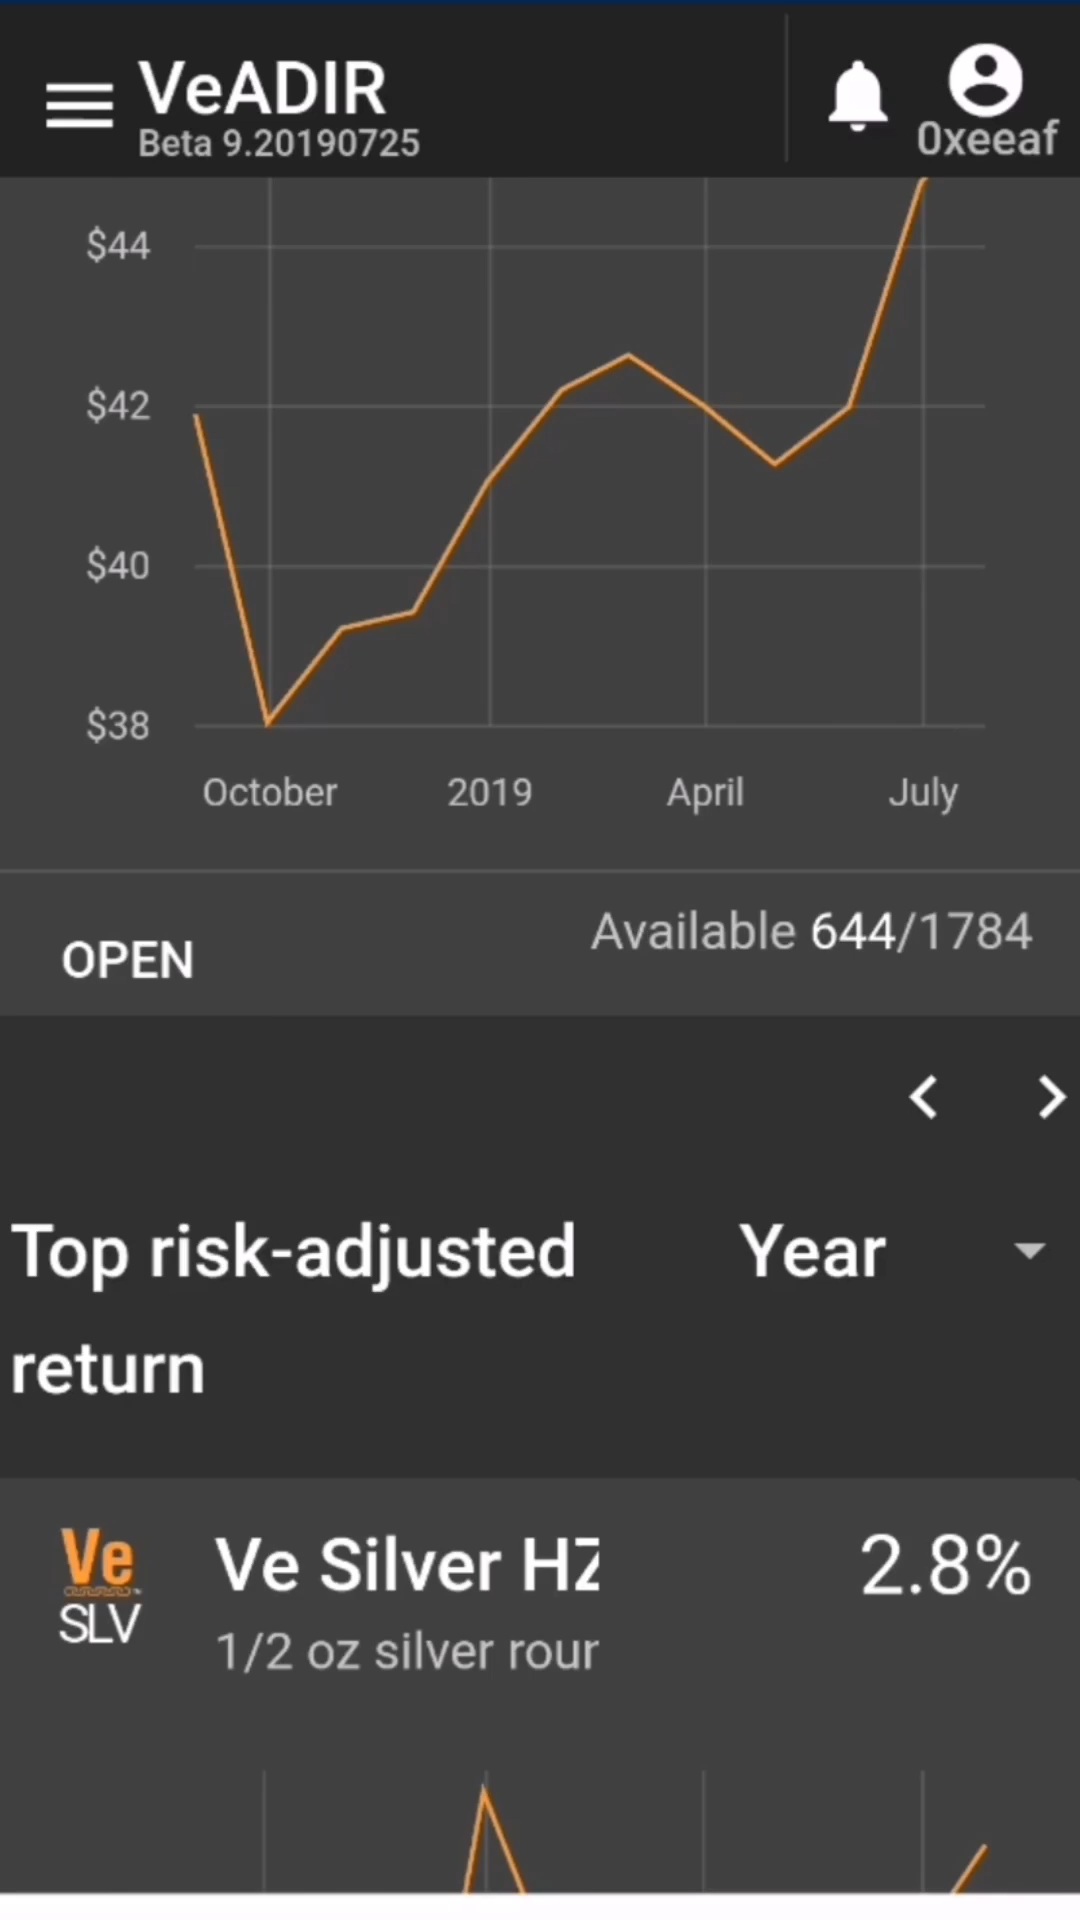 VeADIR
Beta 9.20190725
0xeeaf
$44
$42
$40
$38
October 2019 April July
OPEN
Available 644/1784
Top risk-adjusted
return
Year
Ve
SLV
Ve Silver HZ
1/2 oz silver roun
2.8%